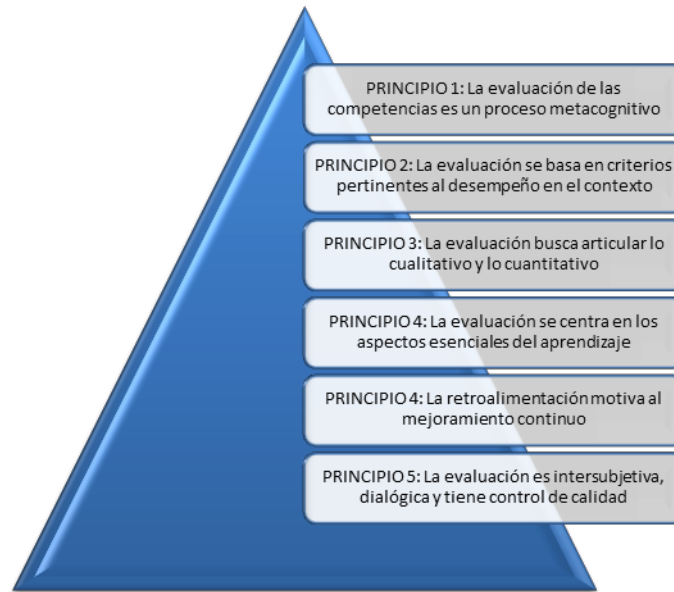 PRINCIPIO 1: La evaluación de las
competencias es un proceso metacognitivo
PRINCIPIO 2: La evaluación se basa en criterios
pertinentes al desempeño en el contexto
PRINCIPIO 3: La evaluación busca articular lo
cualitativo y lo cuantitativo
PRINCIPIO 4: La evaluación se centra en los
aspectos esenciales del aprendizaje
PRINCIPIO 4: La retroalimentación motiva al
mejoramiento continuo
PRINCIPIO 5: La evaluación es intersubjetiva,
dialógica y tiene control de calidad